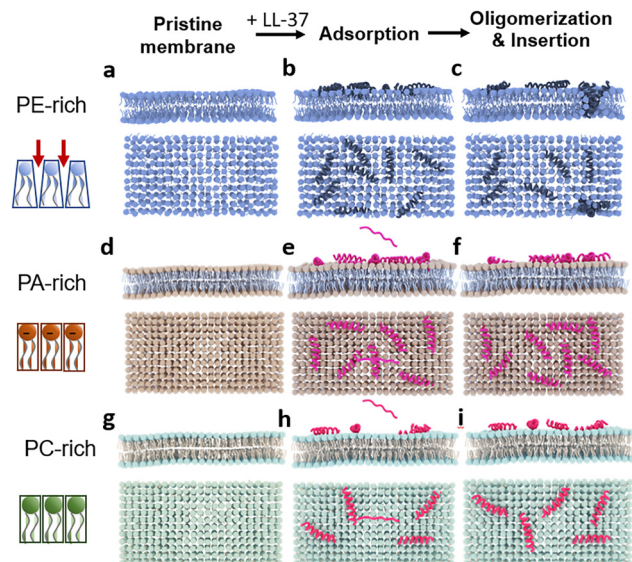 Pristine
membrane
+ LL-37
Adsorption
Oligomerization
& Insertion
PE-rich
a
b
c
PA-rich
d
e
f
PC-rich
g
h
i